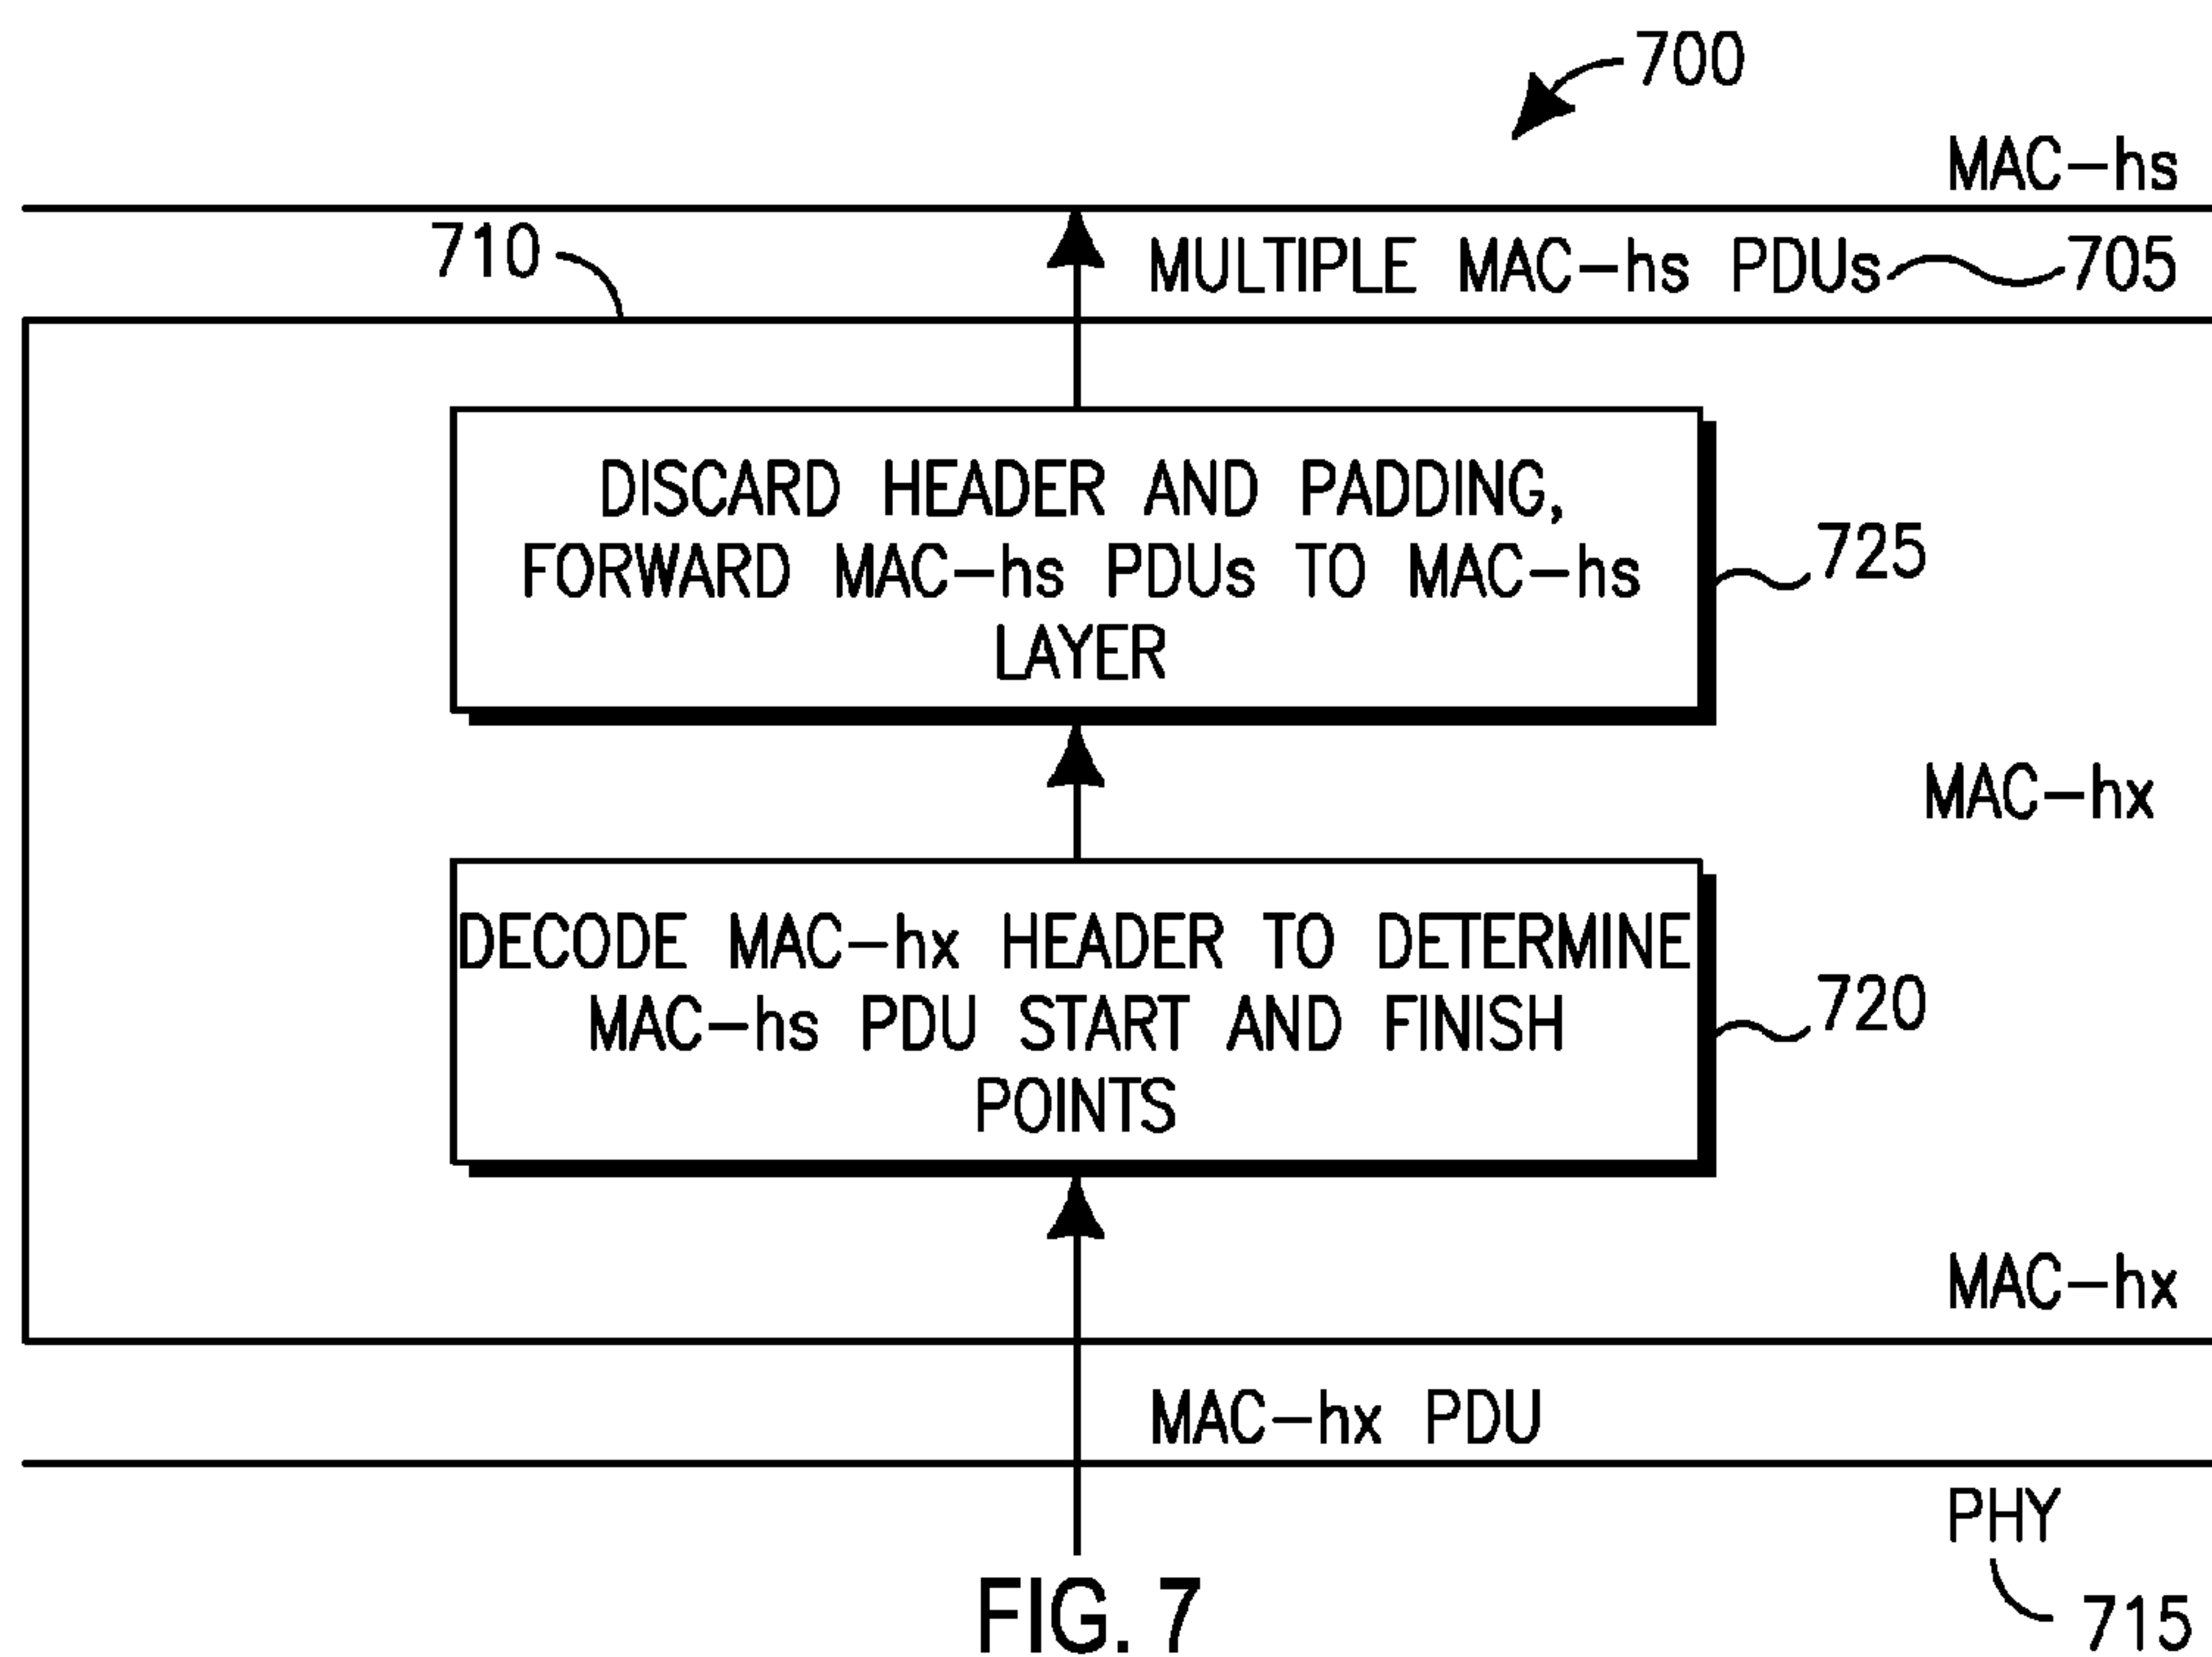 700
MAC-hs
710
MULTIPLE MAC-hs PDUs 705
DISCARD HEADER AND PADDING,
FORWARD MAC-hs PDUs TO MAC-hs
LAYER
725
MAC-hx
DECODE MAC-hx HEADER TO DETERMINE
MAC-hs PDU START AND FINISH
POINTS
720
MAC-hx
MAC-hx PDU
PHY
715
FIG. 7